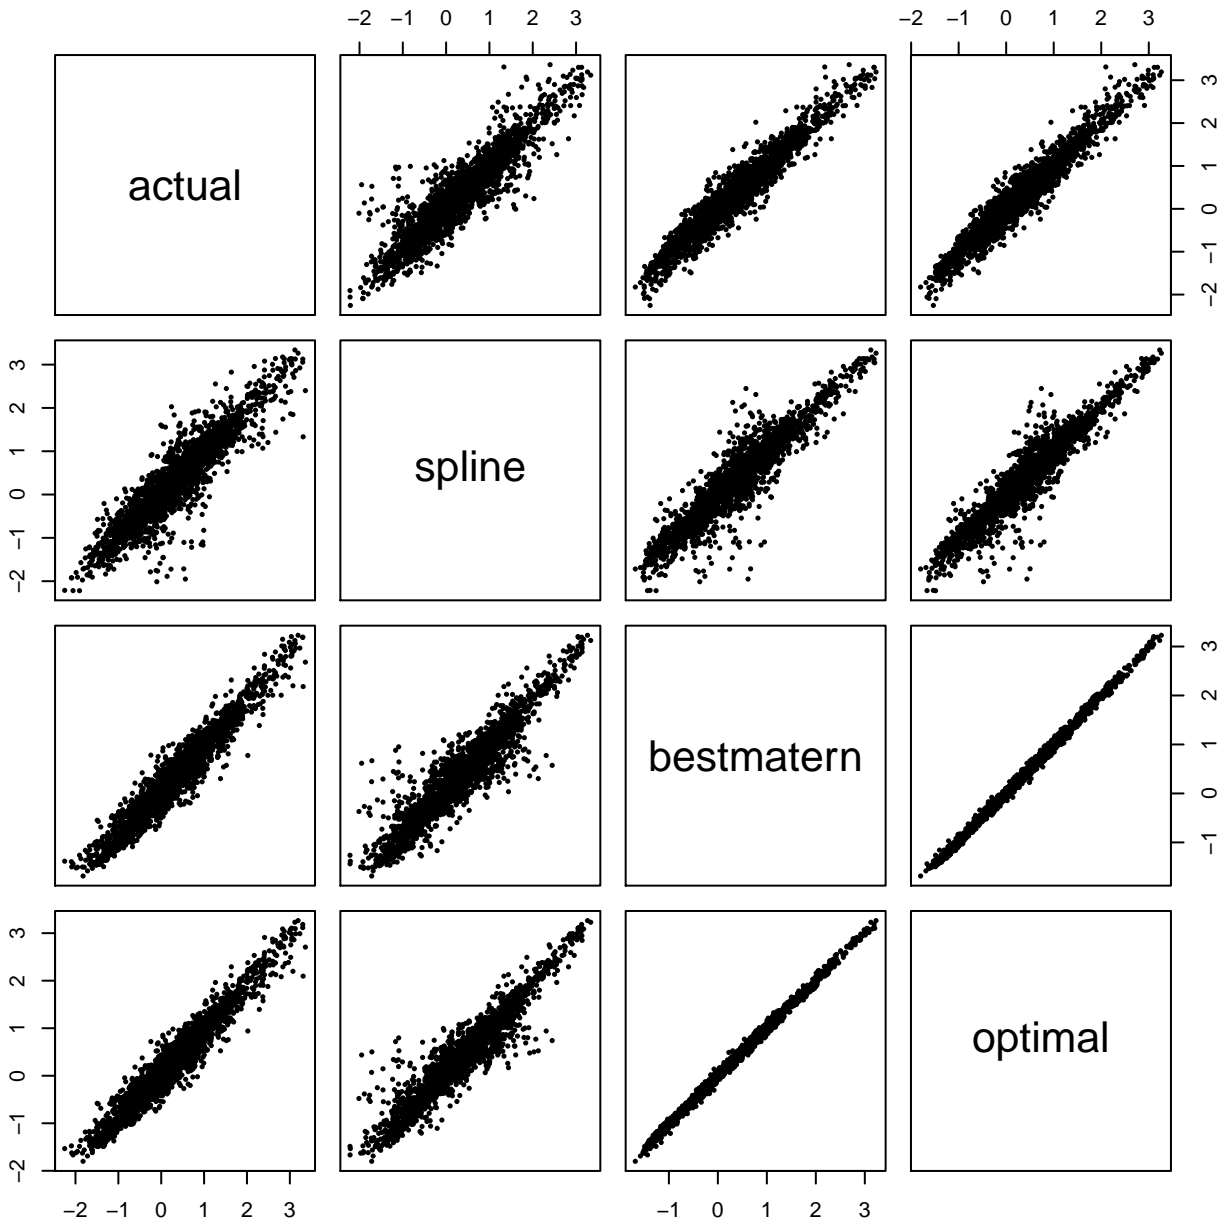 −2 −1 0 1 2 3 −2 −1 0 1 2 3
actual
−2 −1 0 1 2 3
−2 −1 0 1 2 3
spline
bestmatern
−1 0 1 2 3
−2 −1 0 1 2 3
optimal
−2 −1 0 1 2 3 −1 0 1 2 3